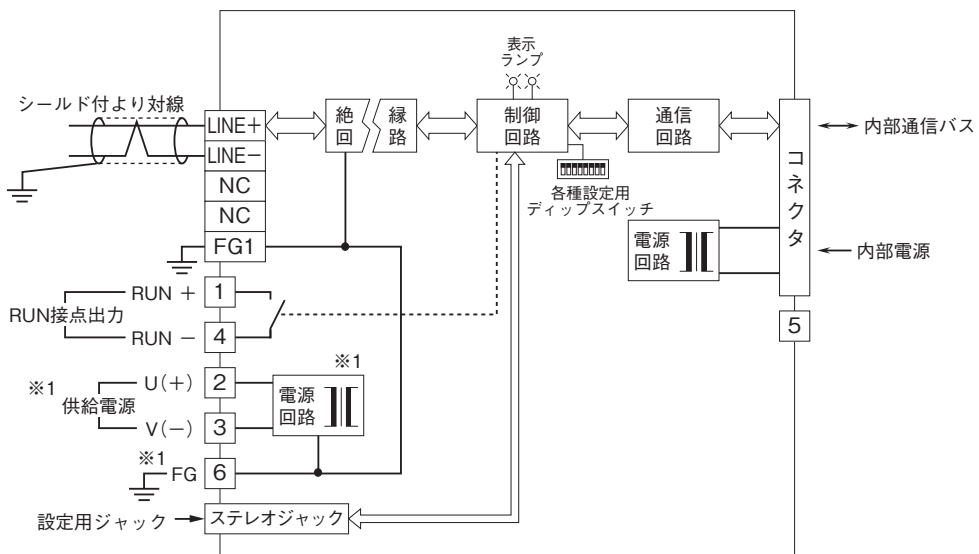 表示
ランプ
シールド付より対線
LINE+
絶
回
縁
路
制御
回路
通信
回路
内部通信バス
LINE−
NC
各種設定用
ディップスイッチ
コネクタ
NC
FG1
電源
回路
内部電源
RUN +
1
RUN接点出力
RUN −
4
5
※1
U(+)
2
※1
供給電源
電源
回路
V(−)
3
※1
FG
6
設定用ジャック
ステレオジャック